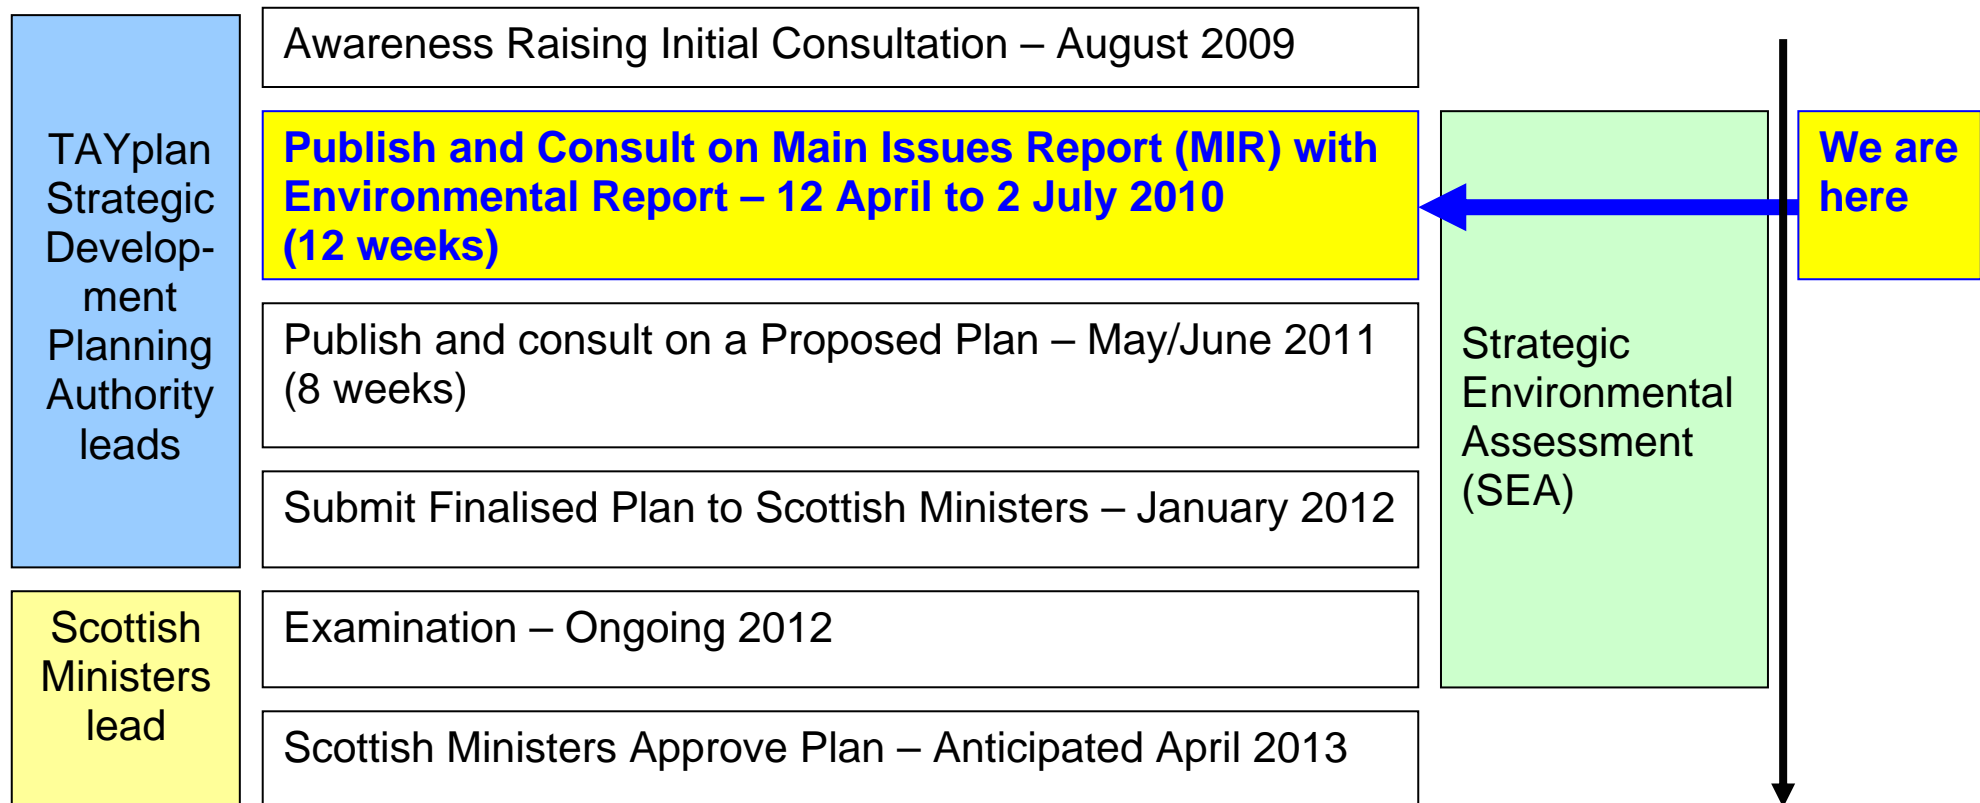 TAYplan
Strategic
Develop-
ment
Planning
Authority
leads
Awareness Raising Initial Consultation – August 2009
Publish and Consult on Main Issues Report (MIR) with
Environmental Report – 12 April to 2 July 2010
(12 weeks)
We are
here
Publish and consult on a Proposed Plan – May/June 2011
(8 weeks)
Strategic
Environmental
Assessment
(SEA)
Submit Finalised Plan to Scottish Ministers – January 2012
Scottish
Ministers
lead
Examination – Ongoing 2012
Scottish Ministers Approve Plan – Anticipated April 2013